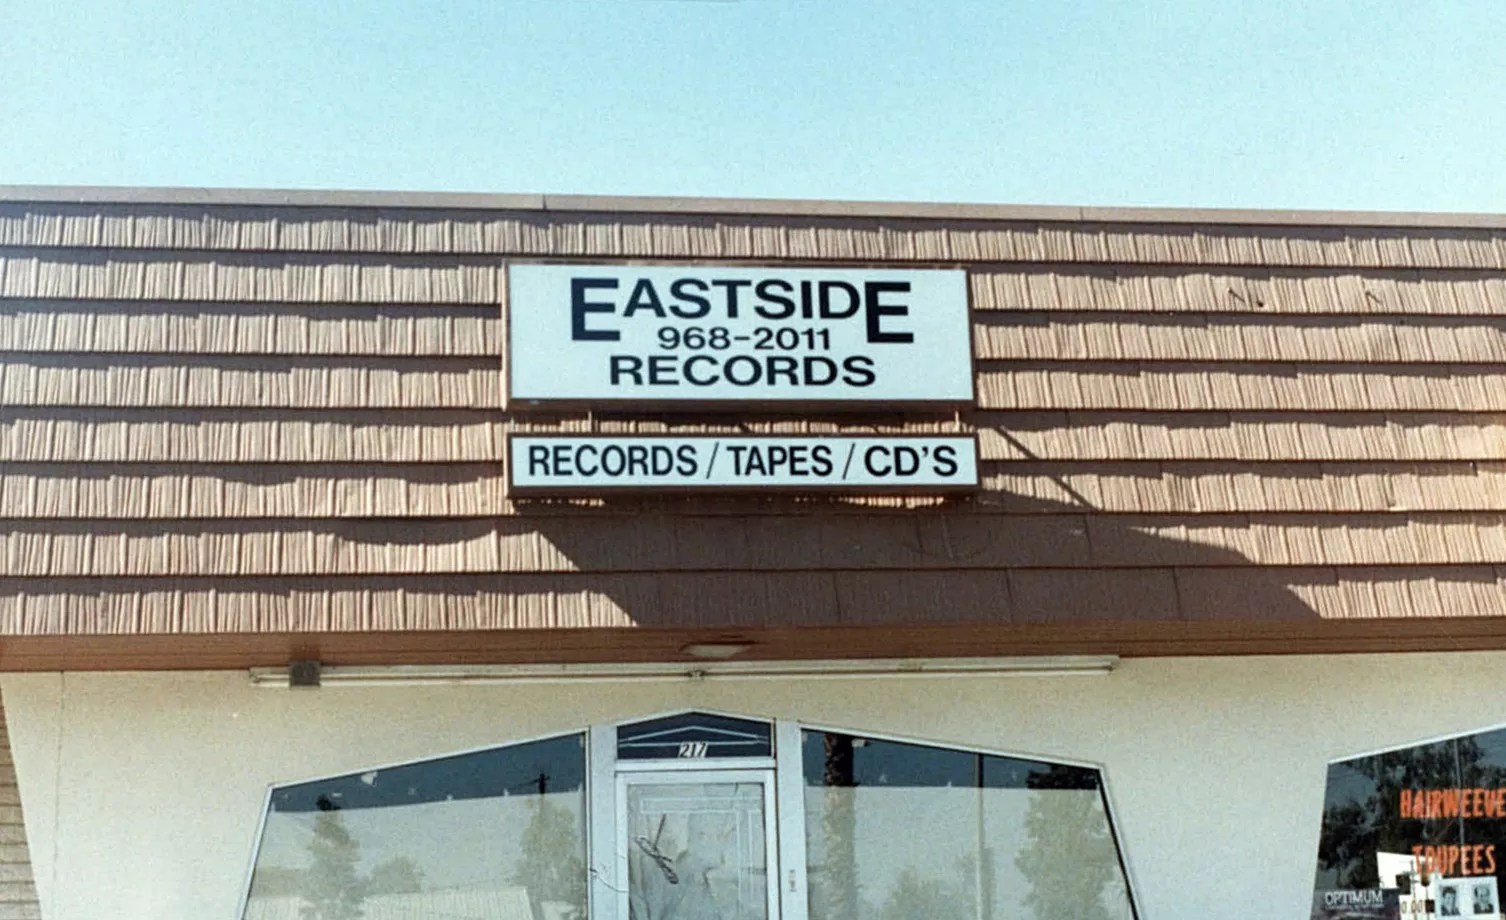 EASTSIDE
968-2011
RECORDS
RECORDS/TAPES/CD'S
217
HAIRWEEVE
TOUPEES
OPTIMUM